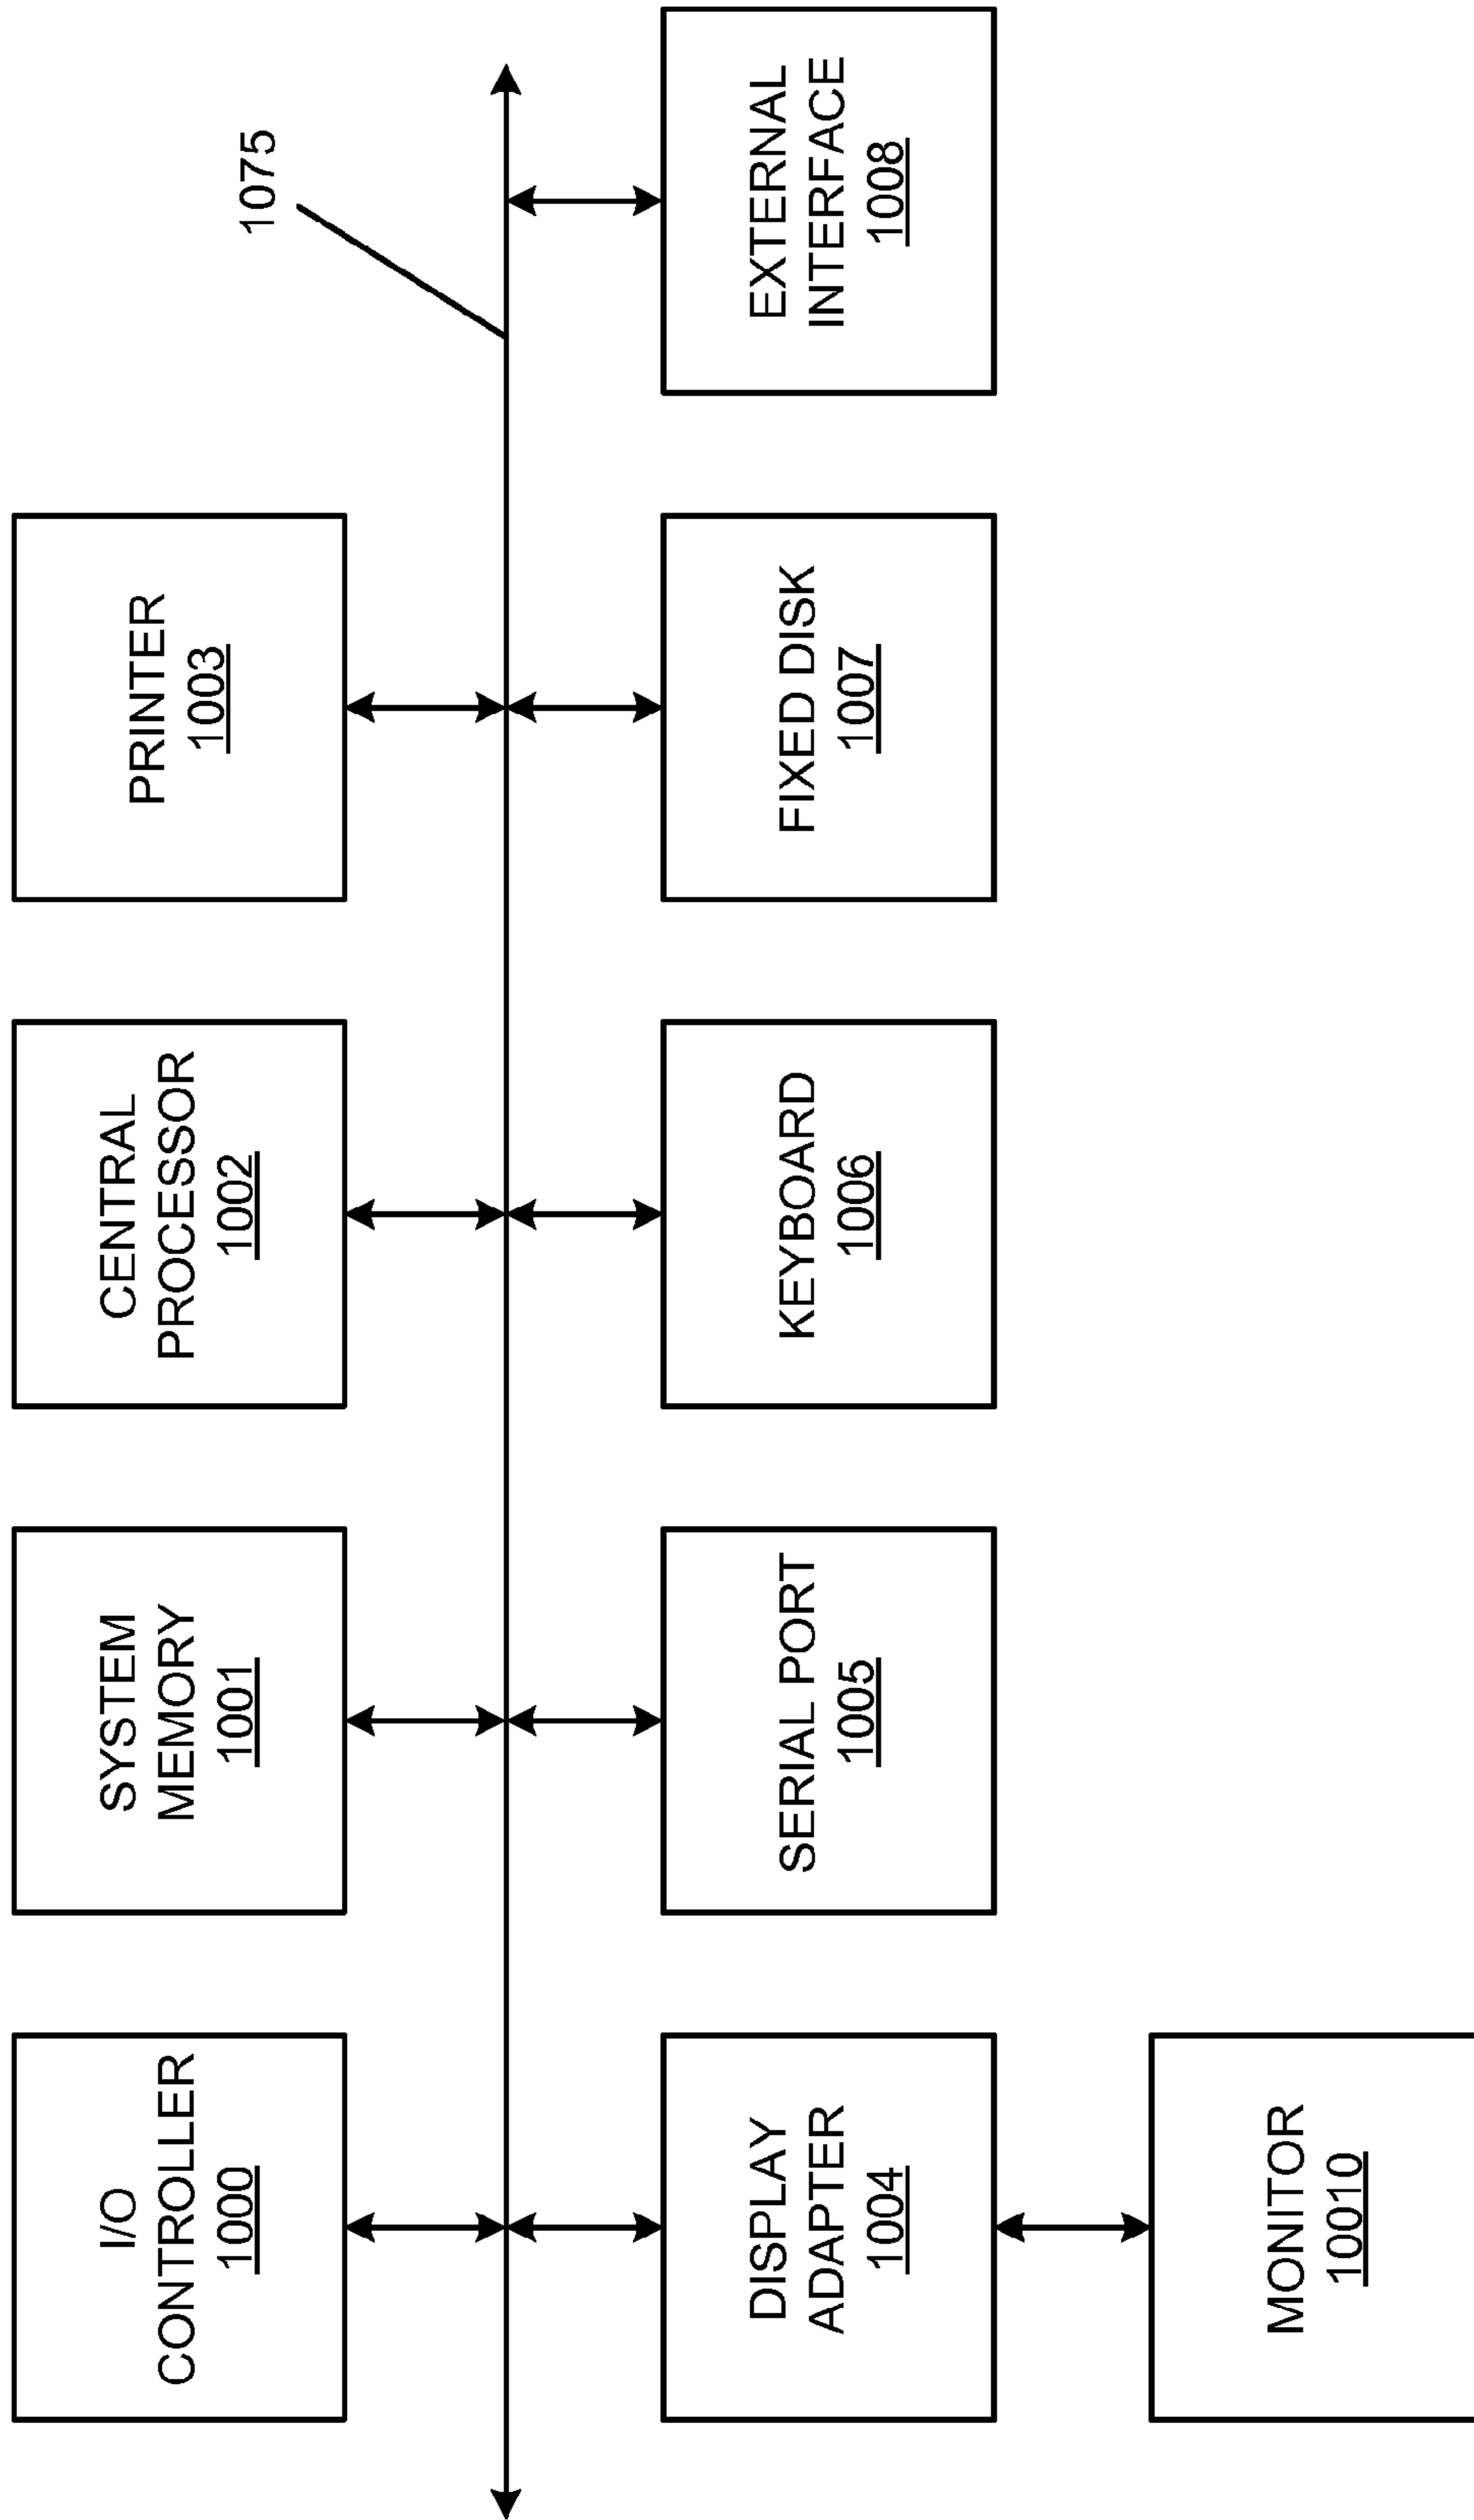 I/O
CONTROLLER
1000
SYSTEM
MEMORY
1001
CENTRAL
PROCESSOR
1002
PRINTER
1003
1075
DISPLAY
ADAPTER
1004
SERIAL PORT
1005
KEYBOARD
1006
FIXED DISK
1007
EXTERNAL
INTERFACE
1008
MONITOR
10010